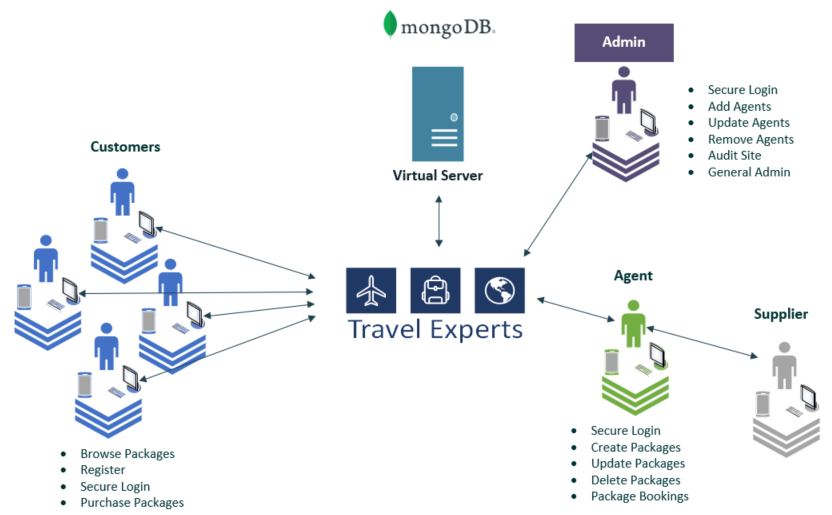 mongoDB.
Admin
• Secure Login
• Add Agents
• Update Agents
• Remove Agents
• Audit Site
• General Admin
Customers
Virtual Server
Travel Experts
Agent
Supplier
• Browse Packages
• Register
• Secure Login
• Purchase Packages
• Secure Login
• Create Packages
• Update Packages
• Delete Packages
• Package Bookings